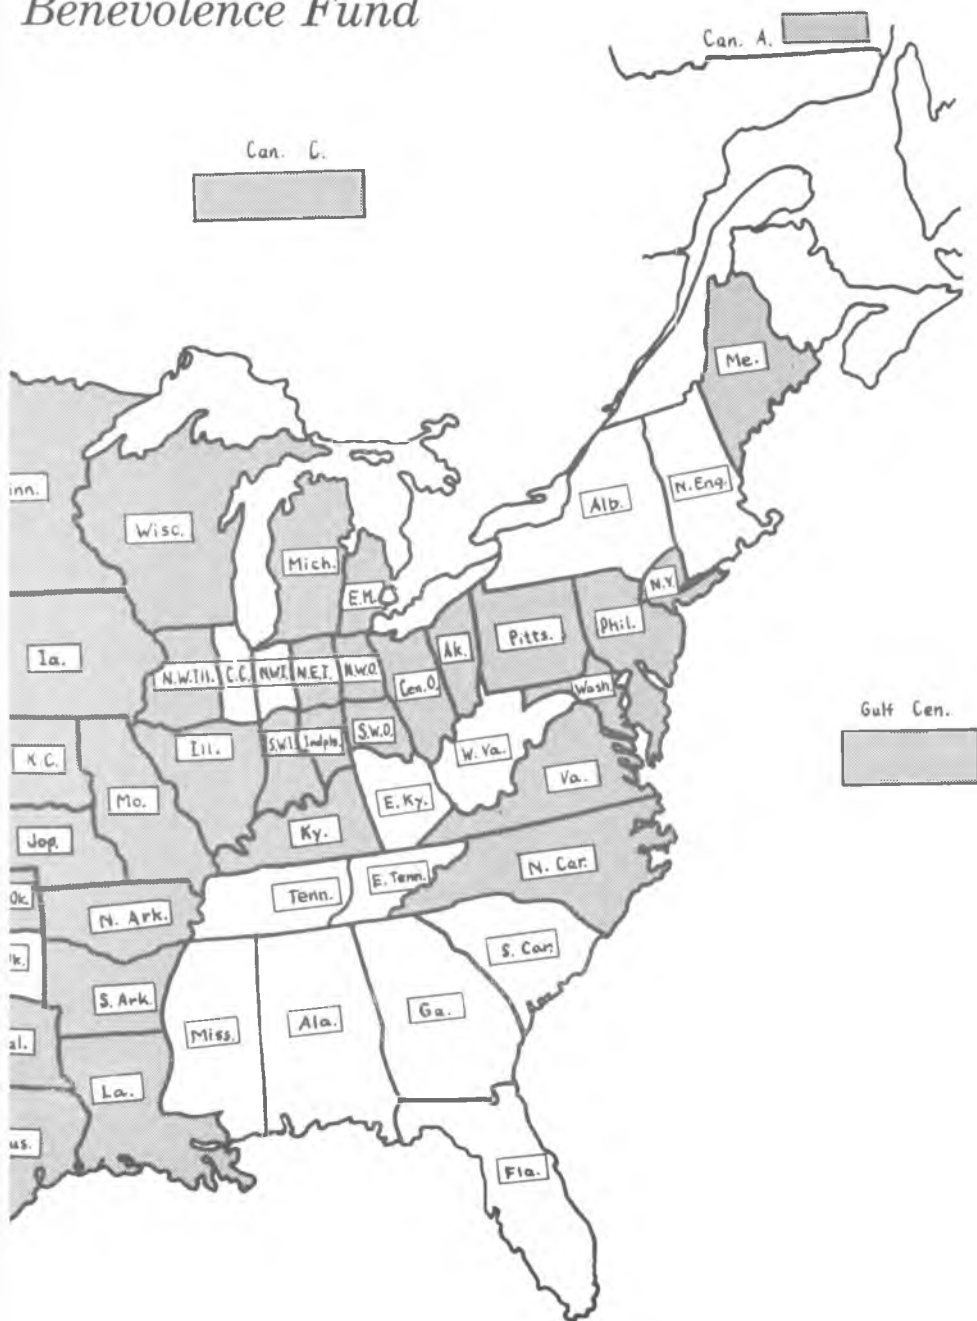 Benevolence Fund
Can. A.
Can. C.
Me.
inn.
Wisc.
Alb.
N.Eng.
Mich.
E.M.
N.Y.
Ia.
N.W.Ill.
C.C.
N.W.I.
N.E.I.
N.W.O.
Cen.O.
Ak.
Pitts.
Phil.
Wash.
Gulf Cen.
K.C.
Ill.
S.W.I.
Indpls.
S.W.O.
W.Va.
Va.
Mo.
E.Ky.
Jop.
Ky.
N. Car.
Ok.
N. Ark.
Tenn.
E. Tenn.
k.
S. Ark.
S. Car.
al.
Miss.
Ala.
Ga.
La.
us.
Fla.